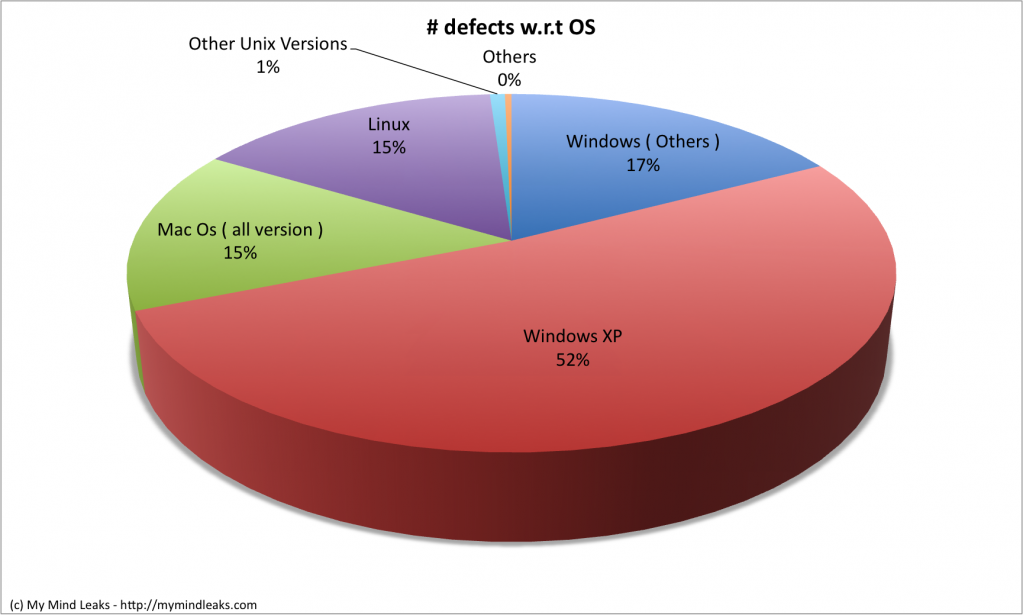 # defects w.r.t OS
Other Unix Versions
1%
Others
0%
Linux
15%
Windows ( Others )
17%
Mac Os ( all version )
15%
Windows XP
52%
(c) My Mind Leaks - http://mymindleaks.com